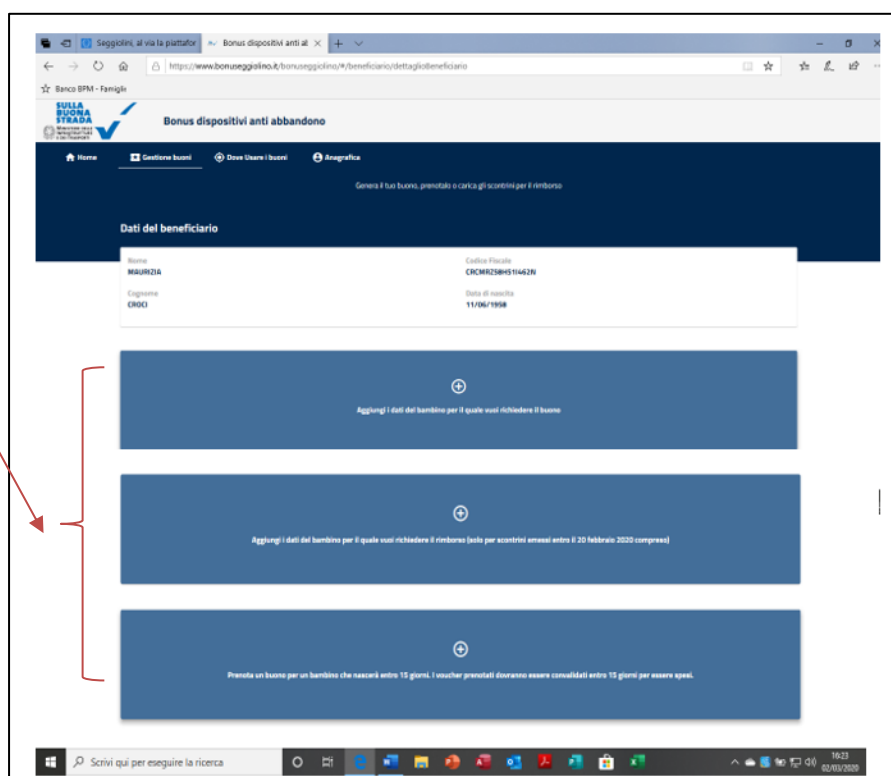 Seggiolini, al via la piattafor
Bonus dispositivi anti ab
https://www.bonuseggiolino.it/bonuseggiolino/#/beneficiario/dettaglioBeneficiario
Banco BPM - Famiglie
SULLA
BUONA
STRADA
Bonus dispositivi anti abbandono
Home
Gestione buoni
Dove Usare i buoni
Anagrafica
Genera il tuo buono, prenotalo o carica gli scontrini per il rimborso
Dati del beneficiario
Nome
Codice Fiscale
MAURIZIA
Cognome
Data di nascita
CROCI
11/06/1958
Aggiungi i dati del bambino per il quale vuoi richiedere il buono
Aggiungi i dati del bambino per il quale vuoi richiedere il rimborso (solo per scontrini emessi entro il 20 febbraio 2020 compreso)
Prenota un buono per un bambino che nascerà entro 15 giorni. I voucher prenotati dovranno essere convalidati entro 15 giorni per essere spesi.
Scrivi qui per eseguire la ricerca
16:23
02/03/2020